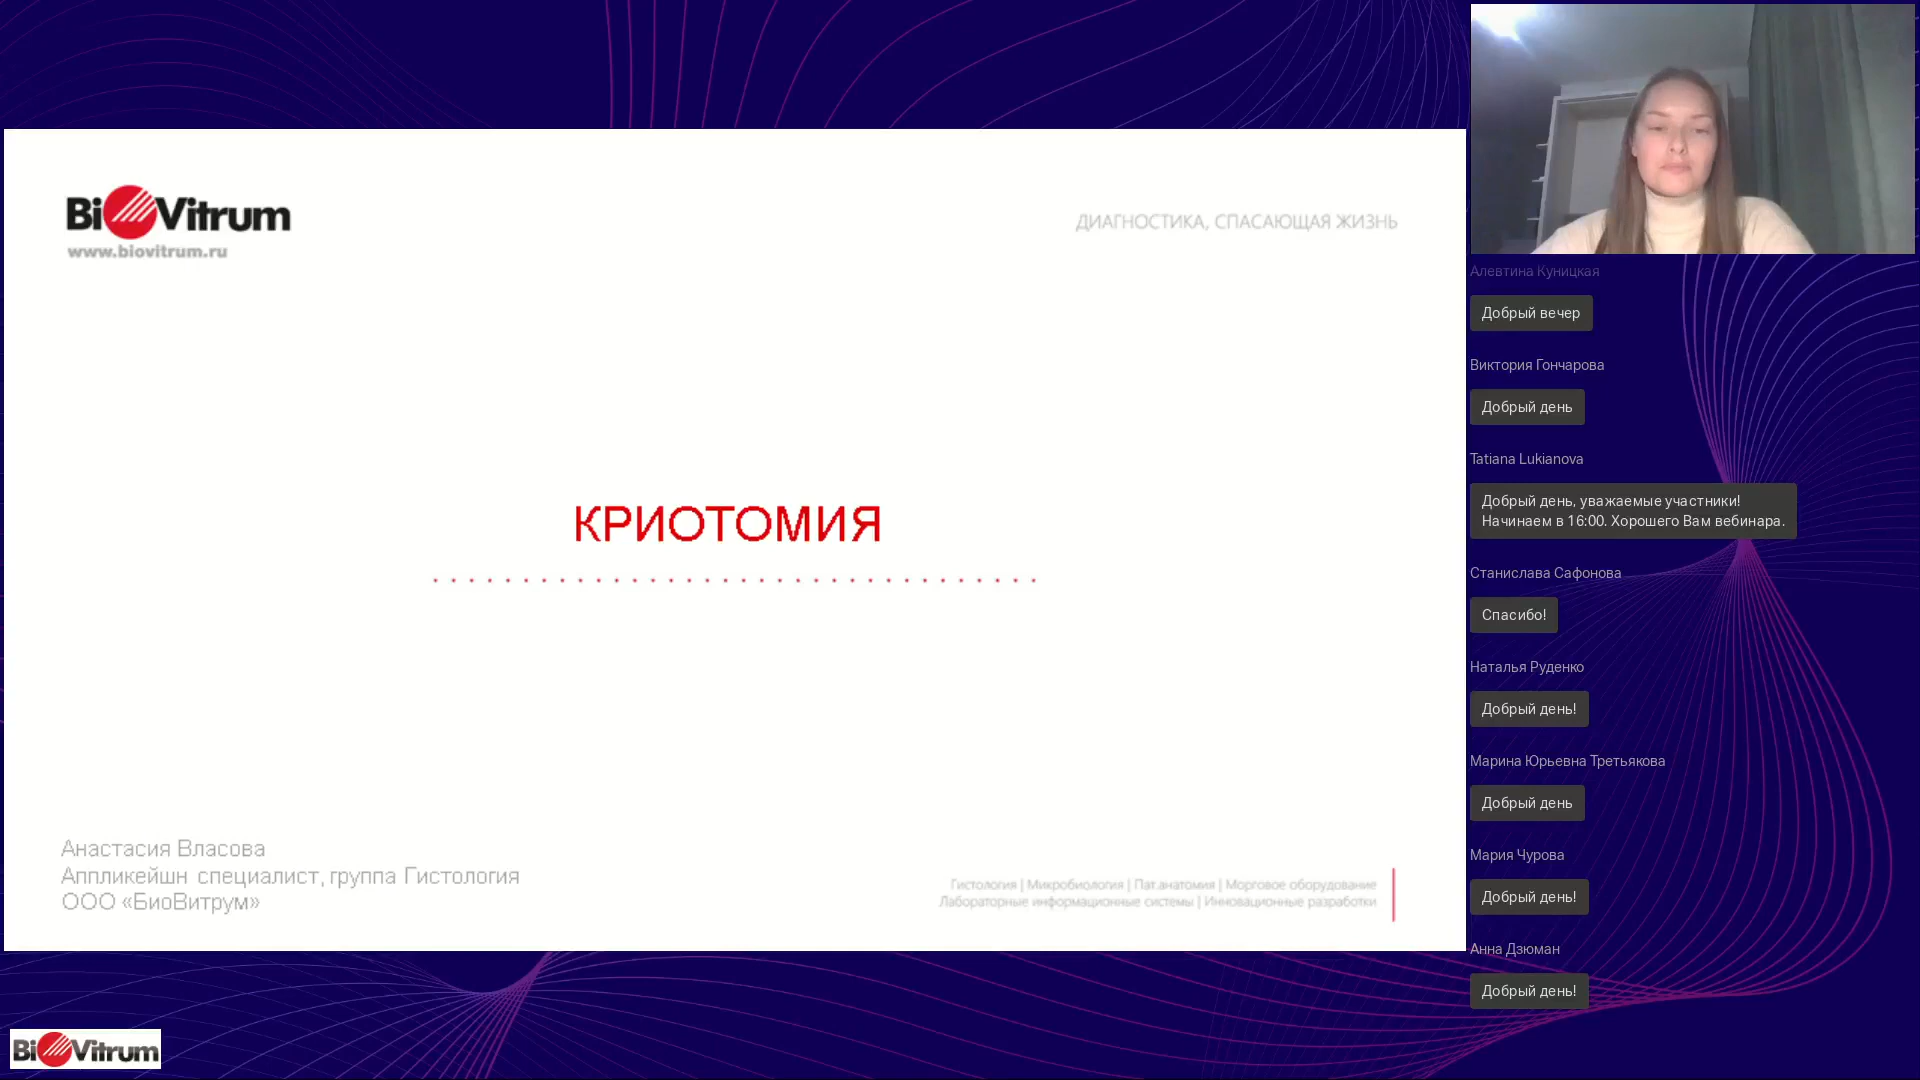 BiOVitrum
www.biovitrum.ru
ДИАГНОСТИКА, СПАСАЮЩАЯ ЖИЗНЬ
КРИОТОМИЯ
Анастасия Власова
Аппликейшн специалист, группа Гистология
ООО «БиоВитрум»
Гистология | Микробиология | Пат.анатомия | Морговое оборудование
Лабораторные информационные системы | Инновационные разработки
BiOVitrum
Алевтина Куницкая
Добрый вечер
Виктория Гончарова
Добрый день
Tatiana Lukianova
Добрый день, уважаемые участники!
Начинаем в 16:00. Хорошего Вам вебинара.
Станислава Сафонова
Спасибо!
Наталья Руденко
Добрый день!
Марина Юрьевна Третьякова
Добрый день
Мария Чурова
Добрый день!
Анна Дзюман
Добрый день!